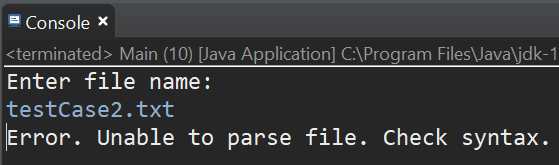 Console
<terminated> Main (10) [Java Application] C:\Program Files\Java\jdk-1
Enter file name:
testCase2.txt
Error. Unable to parse file. Check syntax.